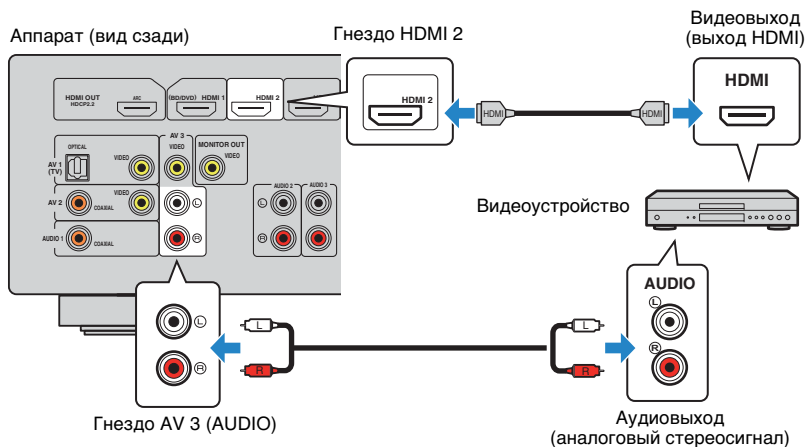 Аппарат (вид сзади)
Гнездо HDMI 2
Видеовыход
(выход HDMI)
HDMI OUT
HDCP2.2
ARC
(BD/DVD) HDMI 1
HDMI 2
HDMI 2
HDMI
HDMI
HDMI
OPTICAL
AV 1
(TV)
VIDEO
AV 3
VIDEO
MONITOR OUT
VIDEO
AV 2
COAXIAL
VIDEO
L
R
AUDIO 2
AUDIO 3
L
R
AUDIO 1
COAXIAL
Видеоустройство
AUDIO
L
R
L
R
L
R
L
R
Гнездо AV 3 (AUDIO)
Аудиовыход
(аналоговый стереосигнал)